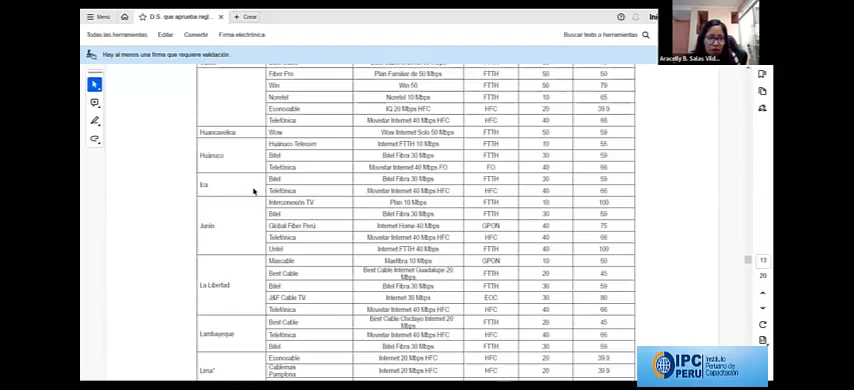 Menú
D.S. que aprueba regl...
+ Crear
Ini
Todas las herramientas Editar Convertir Firma electrónica
Buscar texto o herramientas
Hay al menos una firma que requiere validación.
Aracelly B. Salas Vild...
Fiber Pro Plan Familiar de 50 Mbps FTTH 50 50
Win Win 50 FTTH 50 79
Noretel Noretel 10 Mbps FTTH 10 65
Econocable IQ 20 Mbps HFC HFC 20 39.9
Telefónica Movistar Internet 40 Mbps HFC HFC 40 66
Huancavelica Wow Wow Internet Solo 50 Mbps FTTH 50 59
Huánuco
Huánuco Telecom Internet FTTH 10 Mbps FTTH 10 55
Bitel Bitel Fibra 30 Mbps FTTH 30 59
Telefónica Movistar Internet 40 Mbps FO FO 40 66
Ica
Bitel Bitel Fibra 30 Mbps FTTH 30 59
Telefónica Movistar Internet 40 Mbps HFC HFC 40 66
Junín
Interconexión TV Plan 10 Mbps FTTH 10 100
Bitel Bitel Fibra 30 Mbps FTTH 30 59
Global Fiber Perú Internet Home 40 Mbps GPON 40 75
Telefónica Movistar Internet 40 Mbps HFC HFC 40 66
Untel Internet FTTH 40 Mbps FTTH 40 100
La Libertad
Maxcable Maxfibra 10 Mbps GPON 10 50
Best Cable Best Cable Internet Guadalupe 20 Mbps FTTH 20 45
Bitel Bitel Fibra 30 Mbps FTTH 30 59
J&F Cable TV Internet 30 Mbps EOC 30 80
Telefónica Movistar Internet 40 Mbps HFC HFC 40 66
Lambayeque
Best Cable Best Cable Chiclayo Internet 20 Mbps FTTH 20 45
Telefónica Movistar Internet 40 Mbps HFC HFC 40 66
Bitel Bitel Fibra 30 Mbps FTTH 30 59
Lima*
Econocable Internet 20 Mbps HFC HFC 20 39.9
Cablemas Pamplona Internet 20 Mbps HFC HFC 20 39.9
13
20
IPC PERÚ
Instituto
Peruano de
Capacitación